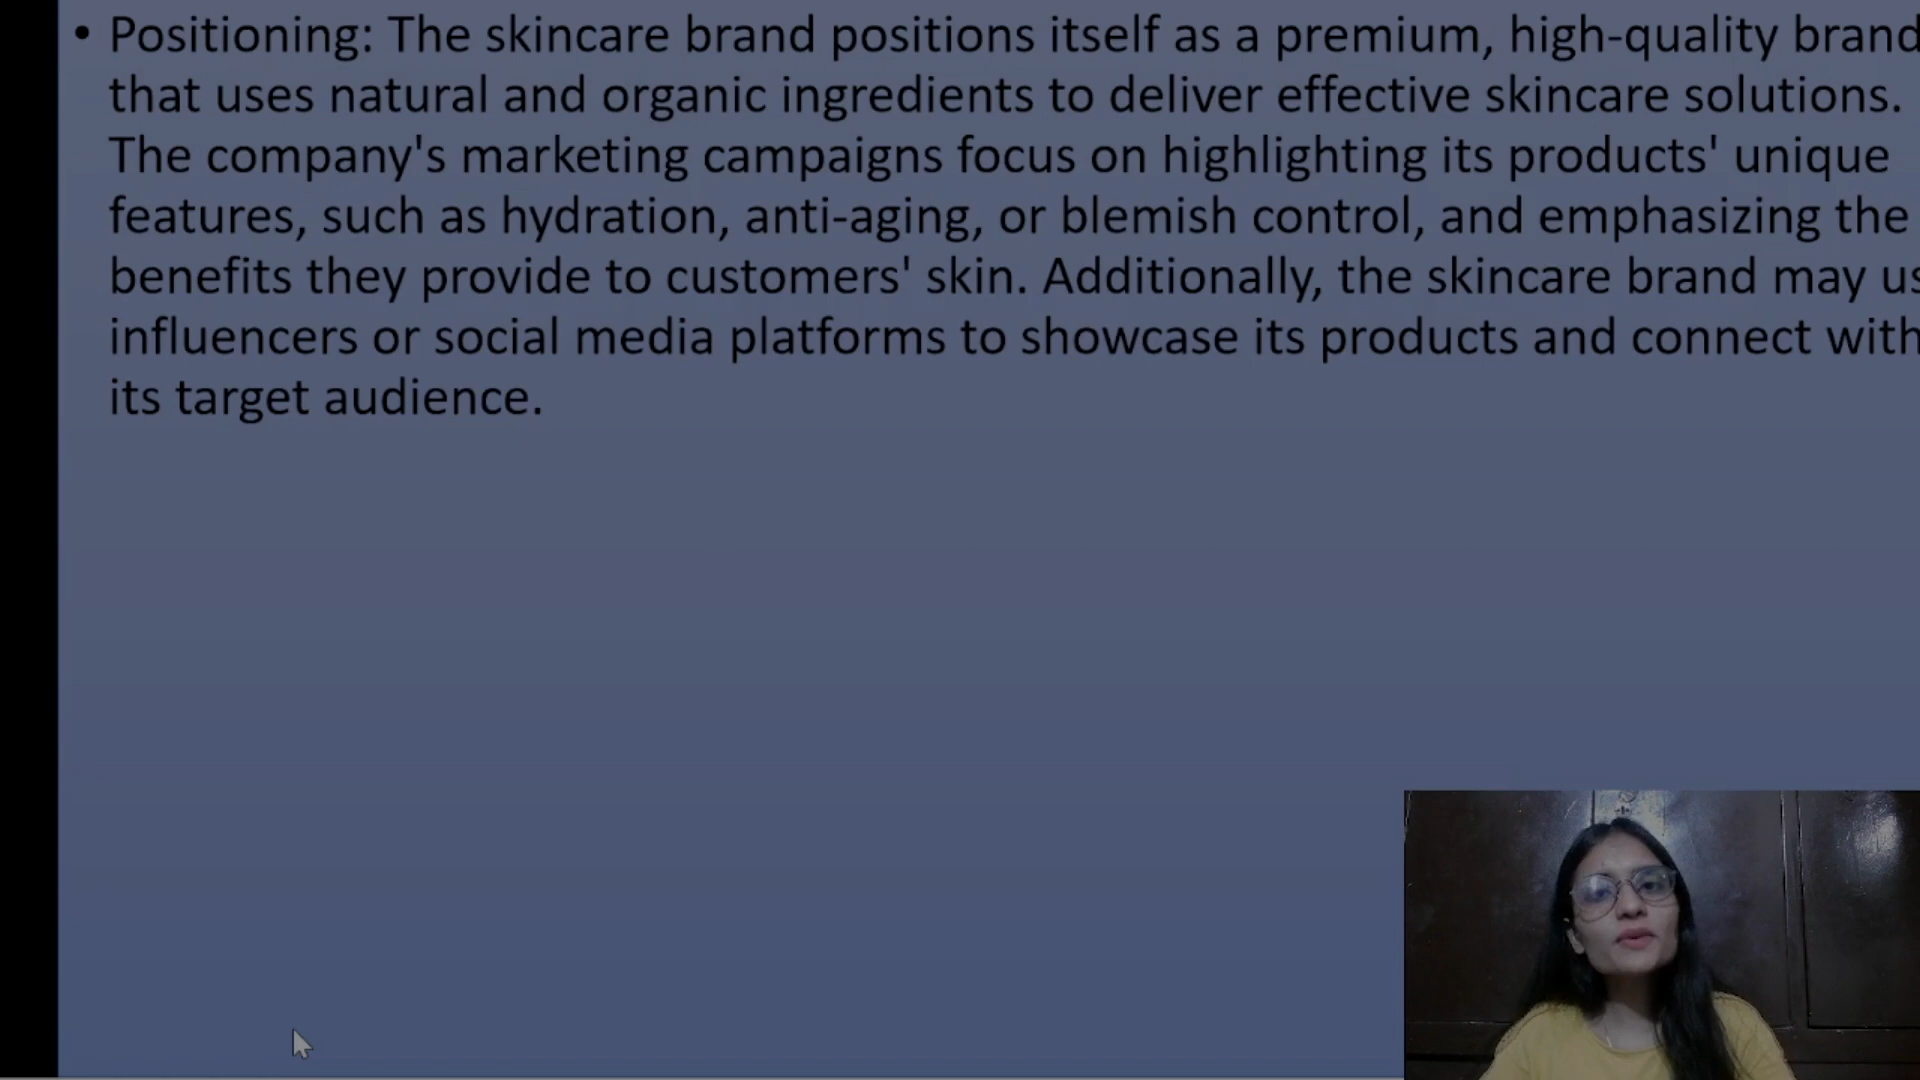 • Positioning: The skincare brand positions itself as a premium, high-quality brand
that uses natural and organic ingredients to deliver effective skincare solutions.
The company's marketing campaigns focus on highlighting its products' unique
features, such as hydration, anti-aging, or blemish control, and emphasizing the
benefits they provide to customers' skin. Additionally, the skincare brand may us
influencers or social media platforms to showcase its products and connect with
its target audience.